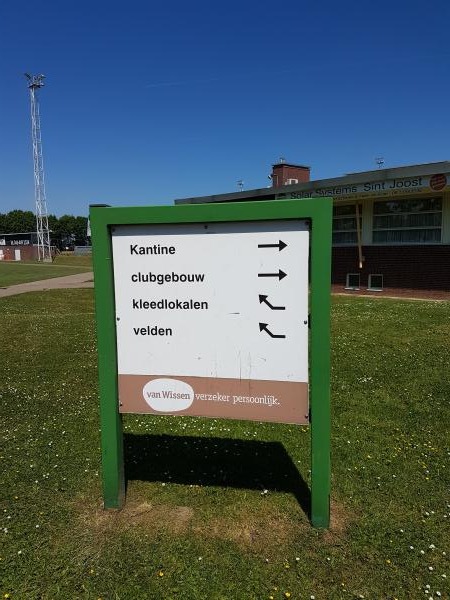 Solar Systems Sint Joost
Kantine
clubgebouw
kleedlokalen
velden
van Wissen verzeker persoonlijk.